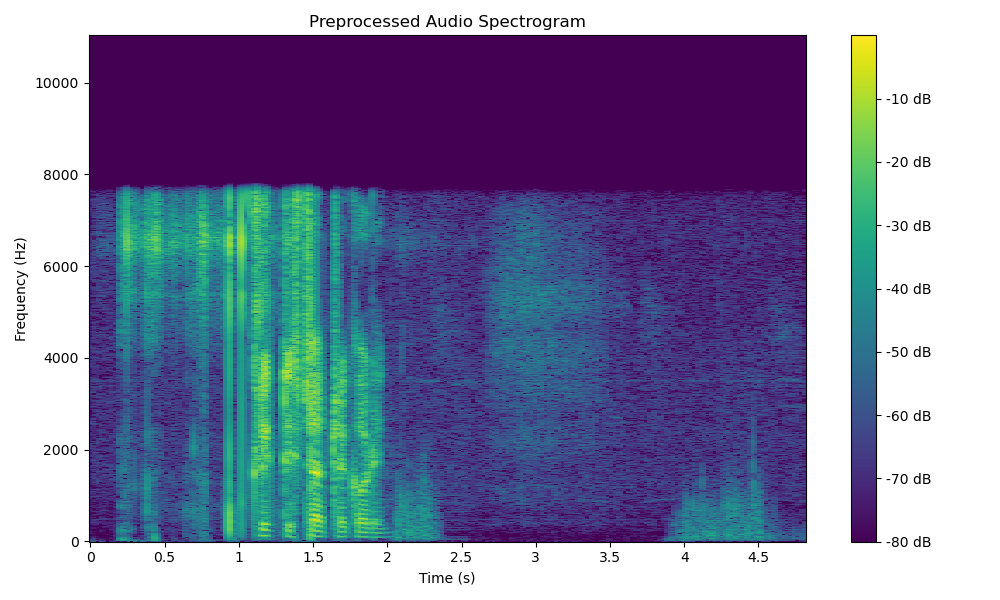 Preprocessed Audio Spectrogram
Frequency (Hz)
10000
8000
6000
4000
2000
0
0
0.5
1
1.5
2
2.5
3
3.5
4
4.5
Time (s)
-10 dB
-20 dB
-30 dB
-40 dB
-50 dB
-60 dB
-70 dB
-80 dB